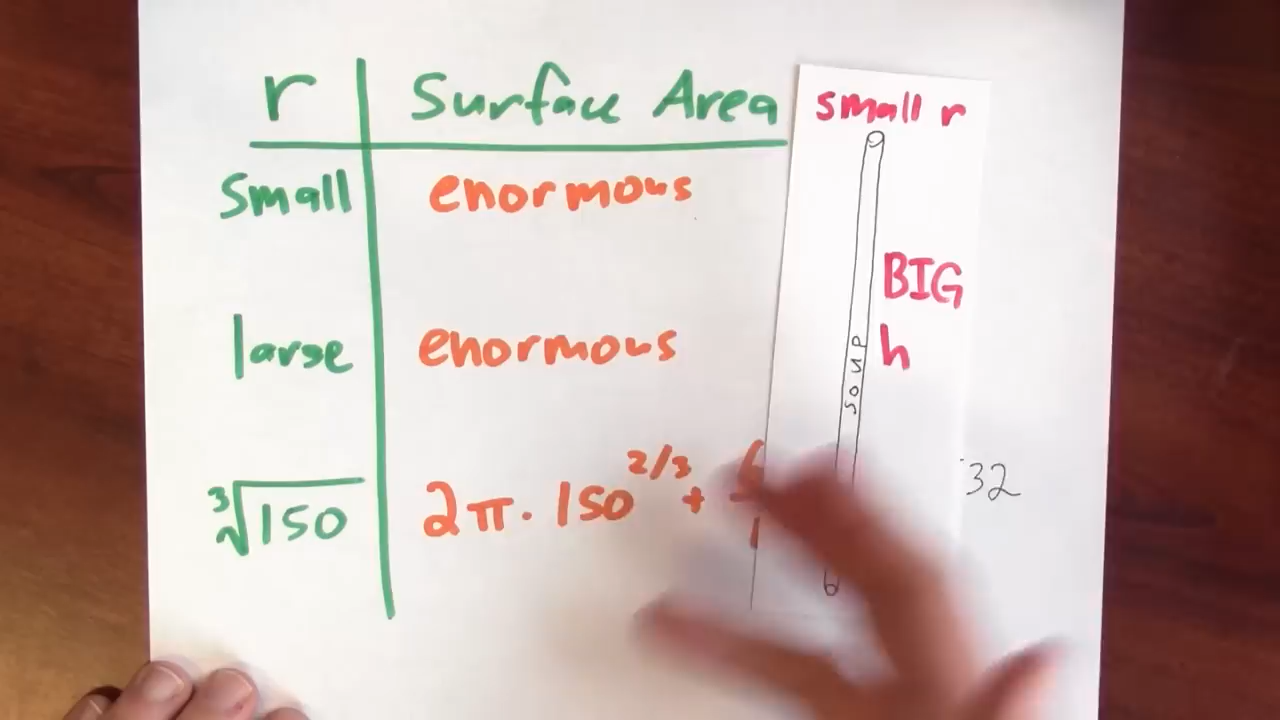 r Surface Area
small enormous
large enormous
∛150 2π · 150^2/3 +
32
small r
BIG
h
soup